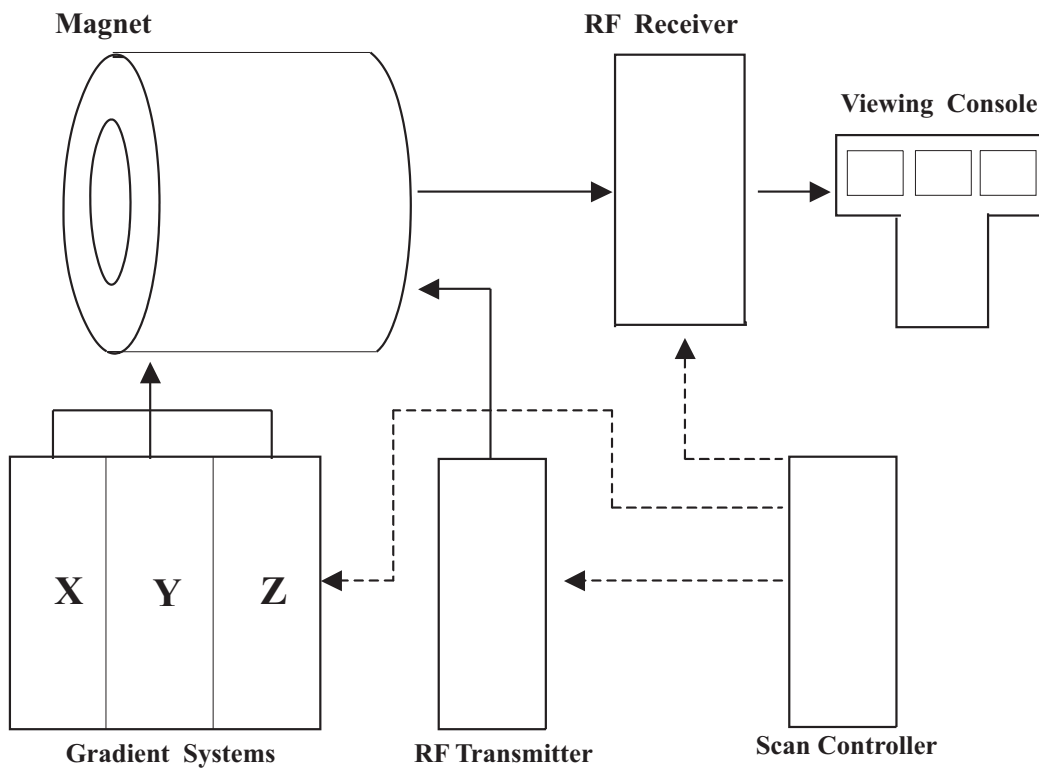 Magnet
RF Receiver
Viewing Console
X
Y
Z
Gradient Systems
RF Transmitter
Scan Controller